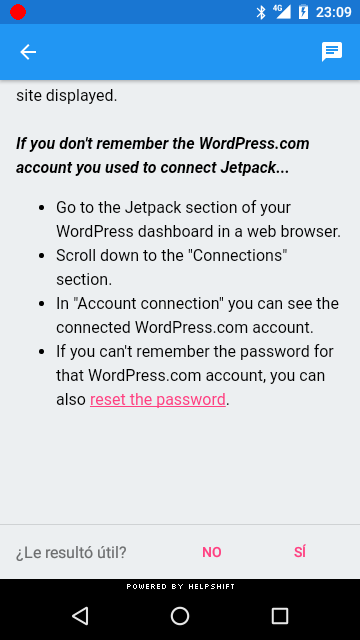 4G 23:09
site displayed.
If you don't remember the WordPress.com
account you used to connect Jetpack...
• Go to the Jetpack section of your
WordPress dashboard in a web browser.
• Scroll down to the "Connections"
section.
• In "Account connection" you can see the
connected WordPress.com account.
• If you can't remember the password for
that WordPress.com account, you can
also reset the password.
¿Le resultó útil? NO SÍ
POWERED BY HELPSHIFT